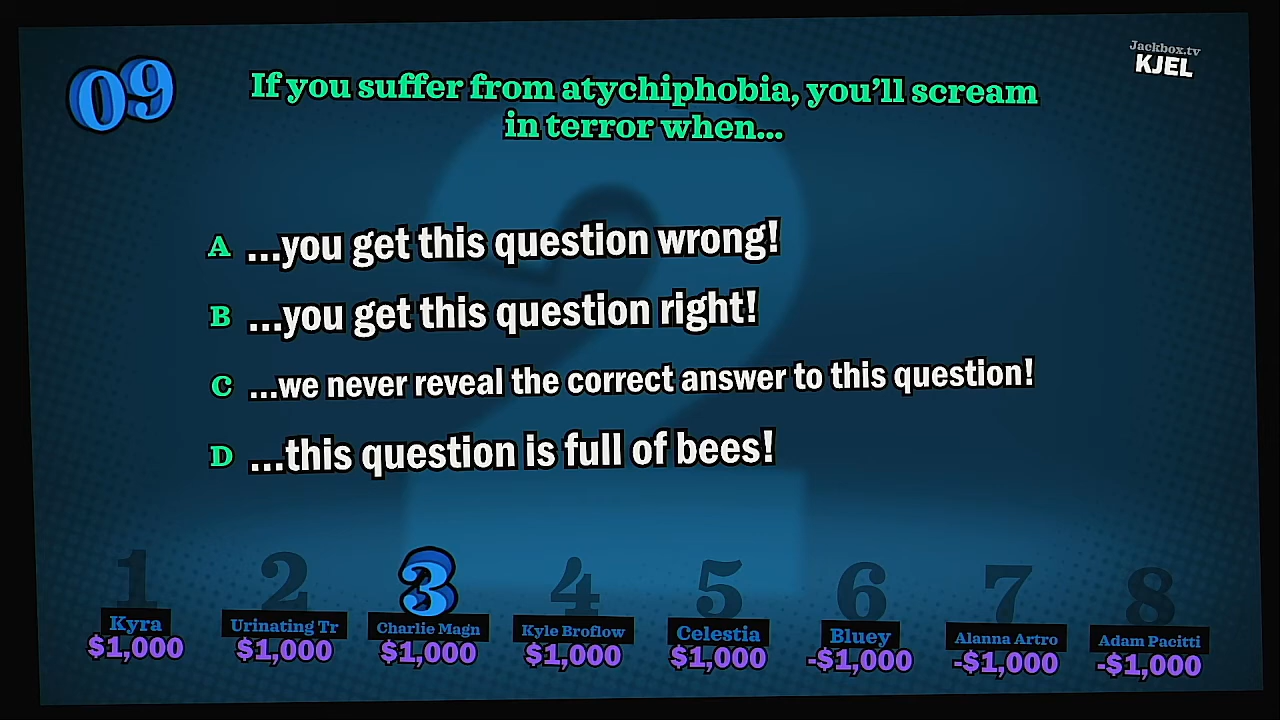 09
If you suffer from atychiphobia, you'll scream
in terror when...
Jackbox.tv
KJEL
2
A ...you get this question wrong!
B ...you get this question right!
C ...we never reveal the correct answer to this question!
D ...this question is full of bees!
1 2 3 4 5 6 7 8
Kyra Urinating Tr Charlie Magn Kyle Broflow Celestia Bluey Alanna Artro Adam Pacitti
$1,000 $1,000 $1,000 $1,000 $1,000 -$1,000 -$1,000 -$1,000